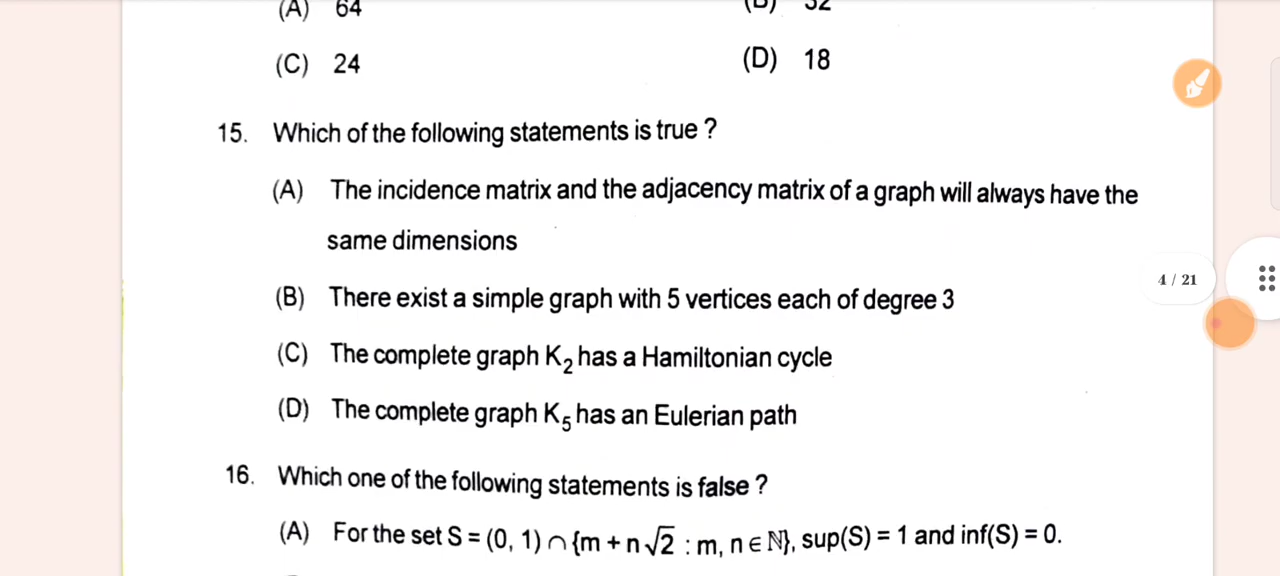 (A) 64
(B) 32
(C) 24
(D) 18
15. Which of the following statements is true ?
(A) The incidence matrix and the adjacency matrix of a graph will always have the
same dimensions
(B) There exist a simple graph with 5 vertices each of degree 3
(C) The complete graph K₂ has a Hamiltonian cycle
(D) The complete graph K₅ has an Eulerian path
4 / 21
16. Which one of the following statements is false ?
(A) For the set S = (0, 1) ∩ {m + n√2 : m, n ∈ ℕ}, sup(S) = 1 and inf(S) = 0.